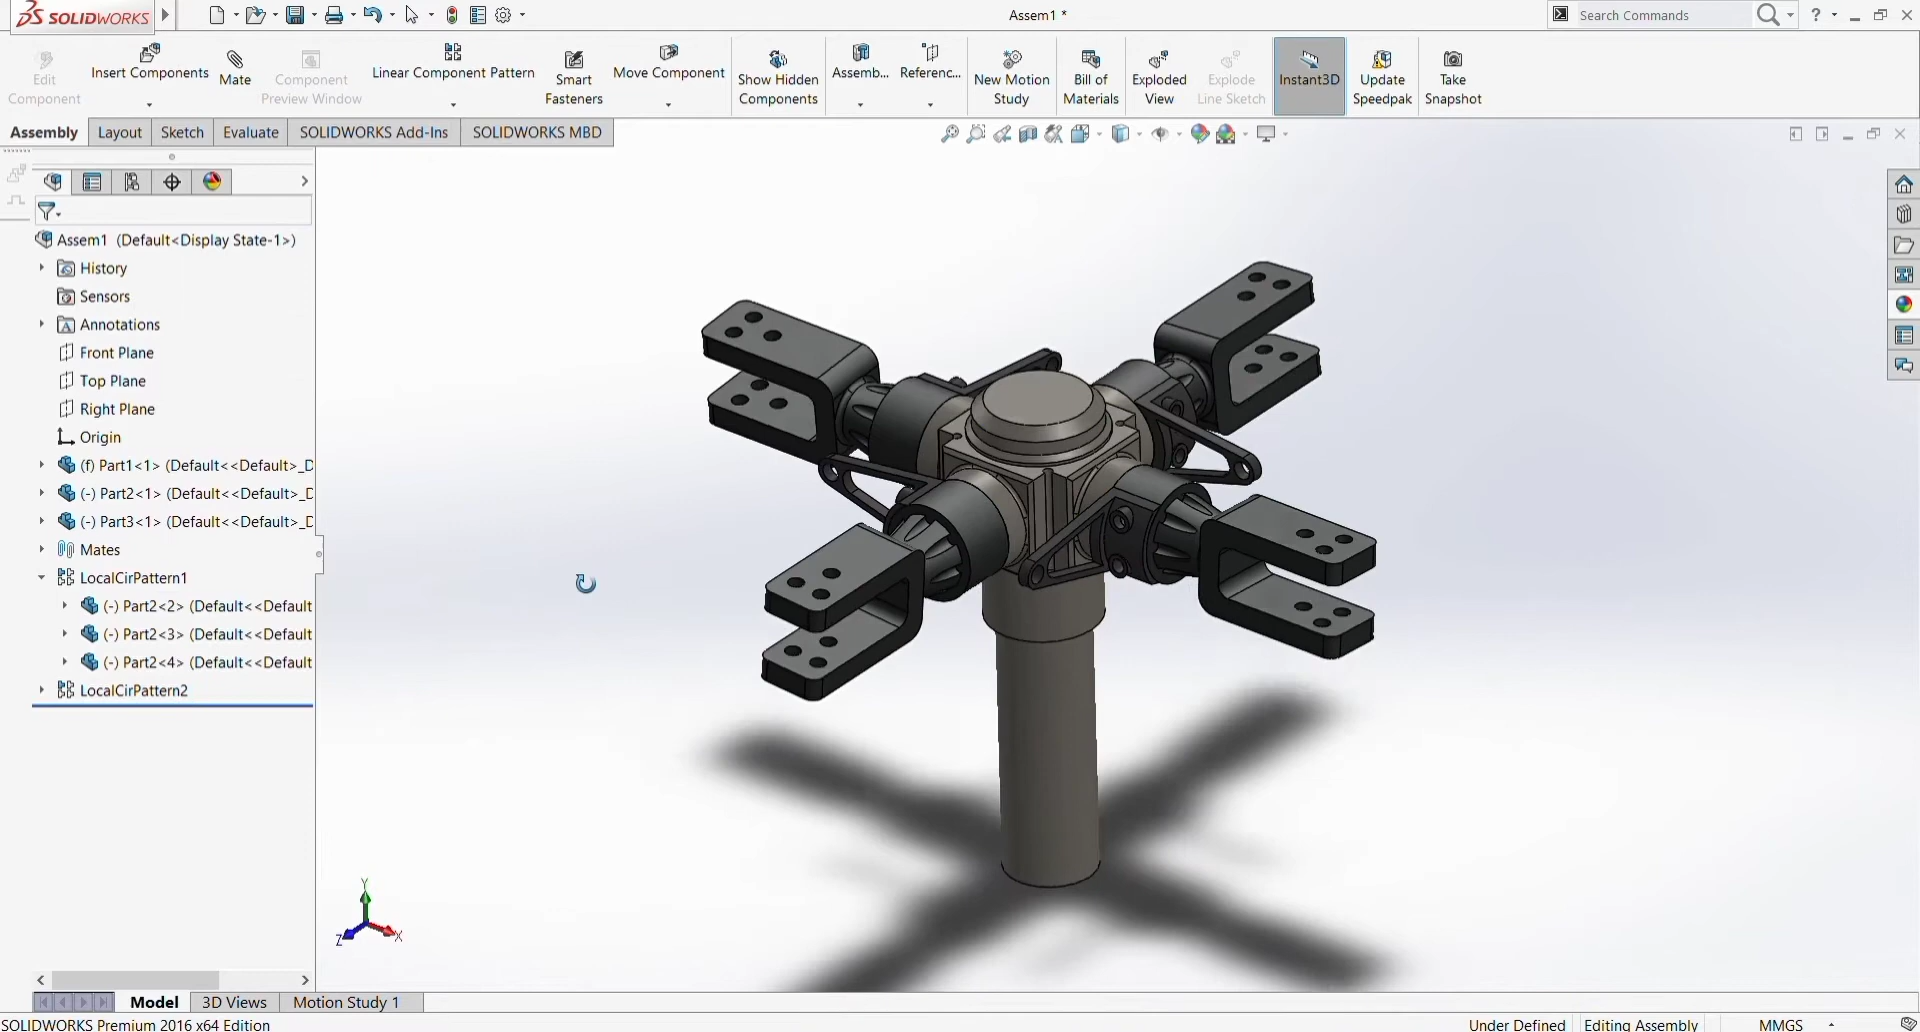 SOLIDWORKS
Assem1 *
Search Commands
?
Edit Component
Insert Components
Mate
Component Preview Window
Linear Component Pattern
Smart Fasteners
Move Component
Show Hidden Components
Assemb...
Referenc...
New Motion Study
Bill of Materials
Exploded View
Explode Line Sketch
Instant3D
Update Speedpak
Take Snapshot
Assembly
Layout
Sketch
Evaluate
SOLIDWORKS Add-Ins
SOLIDWORKS MBD
Assem1 (Default<Display State-1>)
History
Sensors
Annotations
Front Plane
Top Plane
Right Plane
Origin
(f) Part1<1> (Default<<Default>_D
(-) Part2<1> (Default<<Default>_D
(-) Part3<1> (Default<<Default>_D
Mates
LocalCirPattern1
(-) Part2<2> (Default<<Default
(-) Part2<3> (Default<<Default
(-) Part2<4> (Default<<Default
LocalCirPattern2
Y
Z
X
Model
3D Views
Motion Study 1
SOLIDWORKS Premium 2016 x64 Edition
Under Defined
Editing Assembly
MMGS